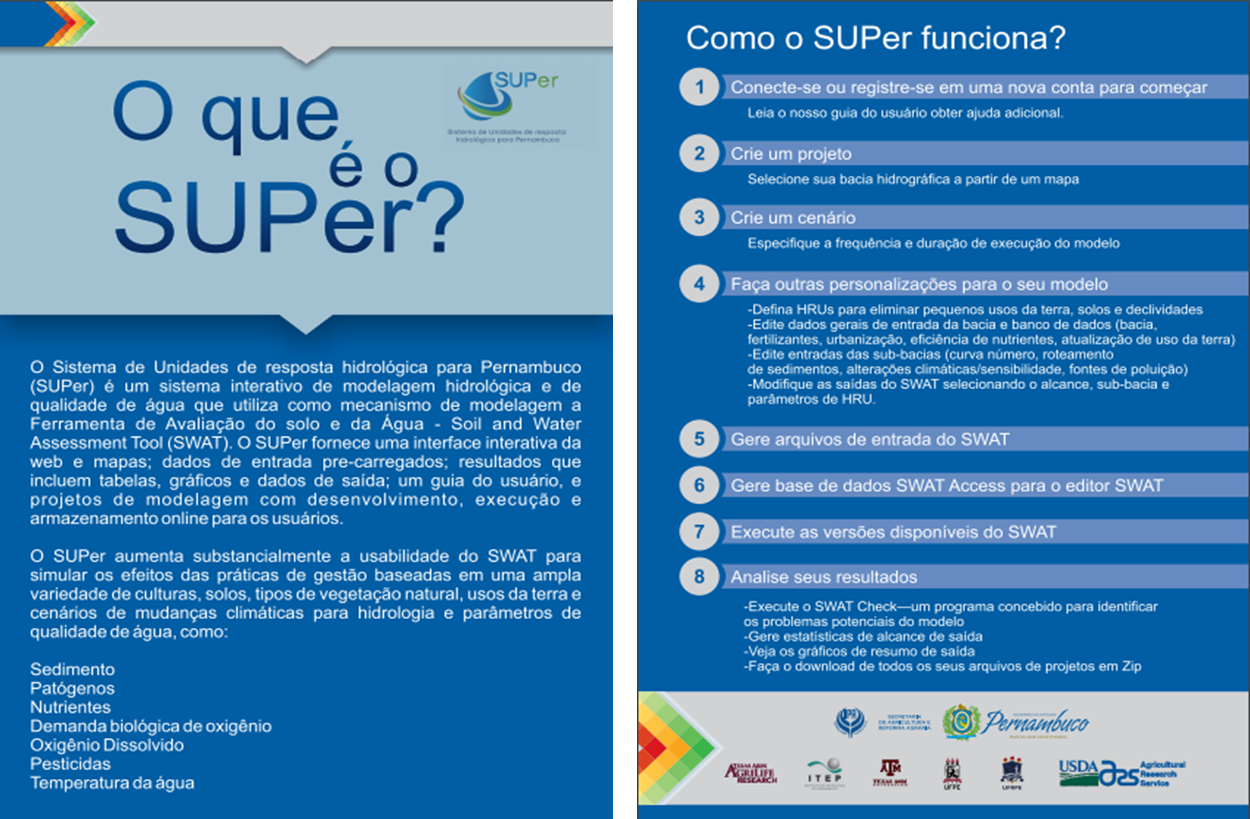 O que
é o
SUPer?
SUPer
Sistema de Unidades de resposta
hidrológico para Pernambuco
O Sistema de Unidades de resposta hidrológica para Pernambuco
(SUPer) é um sistema interativo de modelagem hidrológica e de
qualidade de água que utiliza como mecanismo de modelagem a
Ferramenta de Avaliação do solo e da Água - Soil and Water
Assessment Tool (SWAT). O SUPer fornece uma interface interativa da
web e mapas; dados de entrada pre-carregados; resultados que
incluem tabelas, gráficos e dados de saída; um guia do usuário, e
projetos de modelagem com desenvolvimento, execução e
armazenamento online para os usuários.
O SUPer aumenta substancialmente a usabilidade do SWAT para
simular os efeitos das práticas de gestão baseadas em uma ampla
variedade de culturas, solos, tipos de vegetação natural, usos da terra e
cenários de mudanças climáticas para hidrologia e parâmetros de
qualidade de água, como:
Sedimento
Patógenos
Nutrientes
Demanda biológica de oxigênio
Oxigênio Dissolvido
Pesticidas
Temperatura da água
Como o SUPer funciona?
1 Conecte-se ou registre-se em uma nova conta para começar
Leia o nosso guia do usuário obter ajuda adicional.
2 Crie um projeto
Selecione sua bacia hidrográfica a partir de um mapa
3 Crie um cenário
Especifique a frequência e duração de execução do modelo
4 Faça outras personalizações para o seu modelo
-Defina HRUs para eliminar pequenos usos da terra, solos e declividades
-Edite dados gerais de entrada da bacia e banco de dados (bacia,
fertilizantes, urbanização, eficiência de nutrientes, atualização de uso da terra)
-Edite entradas das sub-bacias (curva número, roteamento
de sedimentos, alterações climáticas/sensibilidade, fontes de poluição)
-Modifique as saídas do SWAT selecionando o alcance, sub-bacia e
parâmetros de HRU.
5 Gere arquivos de entrada do SWAT
6 Gere base de dados SWAT Access para o editor SWAT
7 Execute as versões disponíveis do SWAT
8 Analise seus resultados
-Execute o SWAT Check—um programa concebido para identificar
os problemas potenciais do modelo
-Gere estatísticas de alcance de saída
-Veja os gráficos de resumo de saída
-Faça o download de todos os seus arquivos de projetos em Zip
SECRETARIA
DE AGRICULTURA E
REFORMA AGRÁRIA
Pernambuco
TEXAS A&M
AGRILIFE
RESEARCH
ITEP
ATM
TEXAS A&M
UFPE
UFRPE
USDA
ars
Agricultural
Research
Service